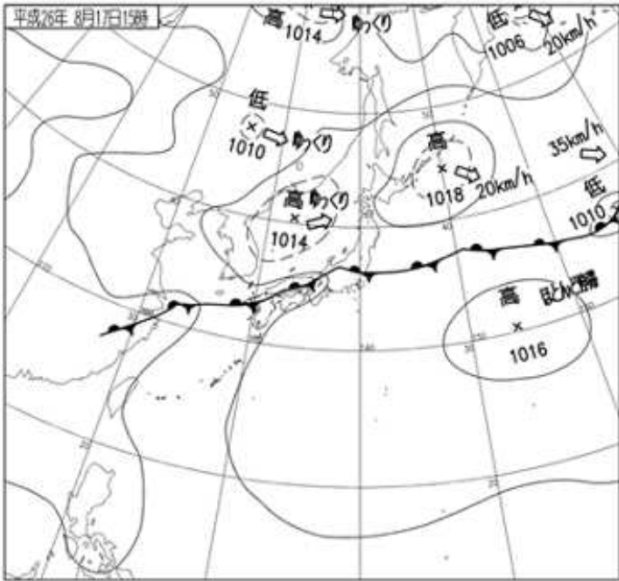 平成26年 8月17日15時
高
1014
ゆっくり
低
1006
20km/h
低
1010
ゆっくり
高
1018
20km/h
35km/h
高
ゆっくり
1014
低
1010
高
ほとんど停滞
1016
140